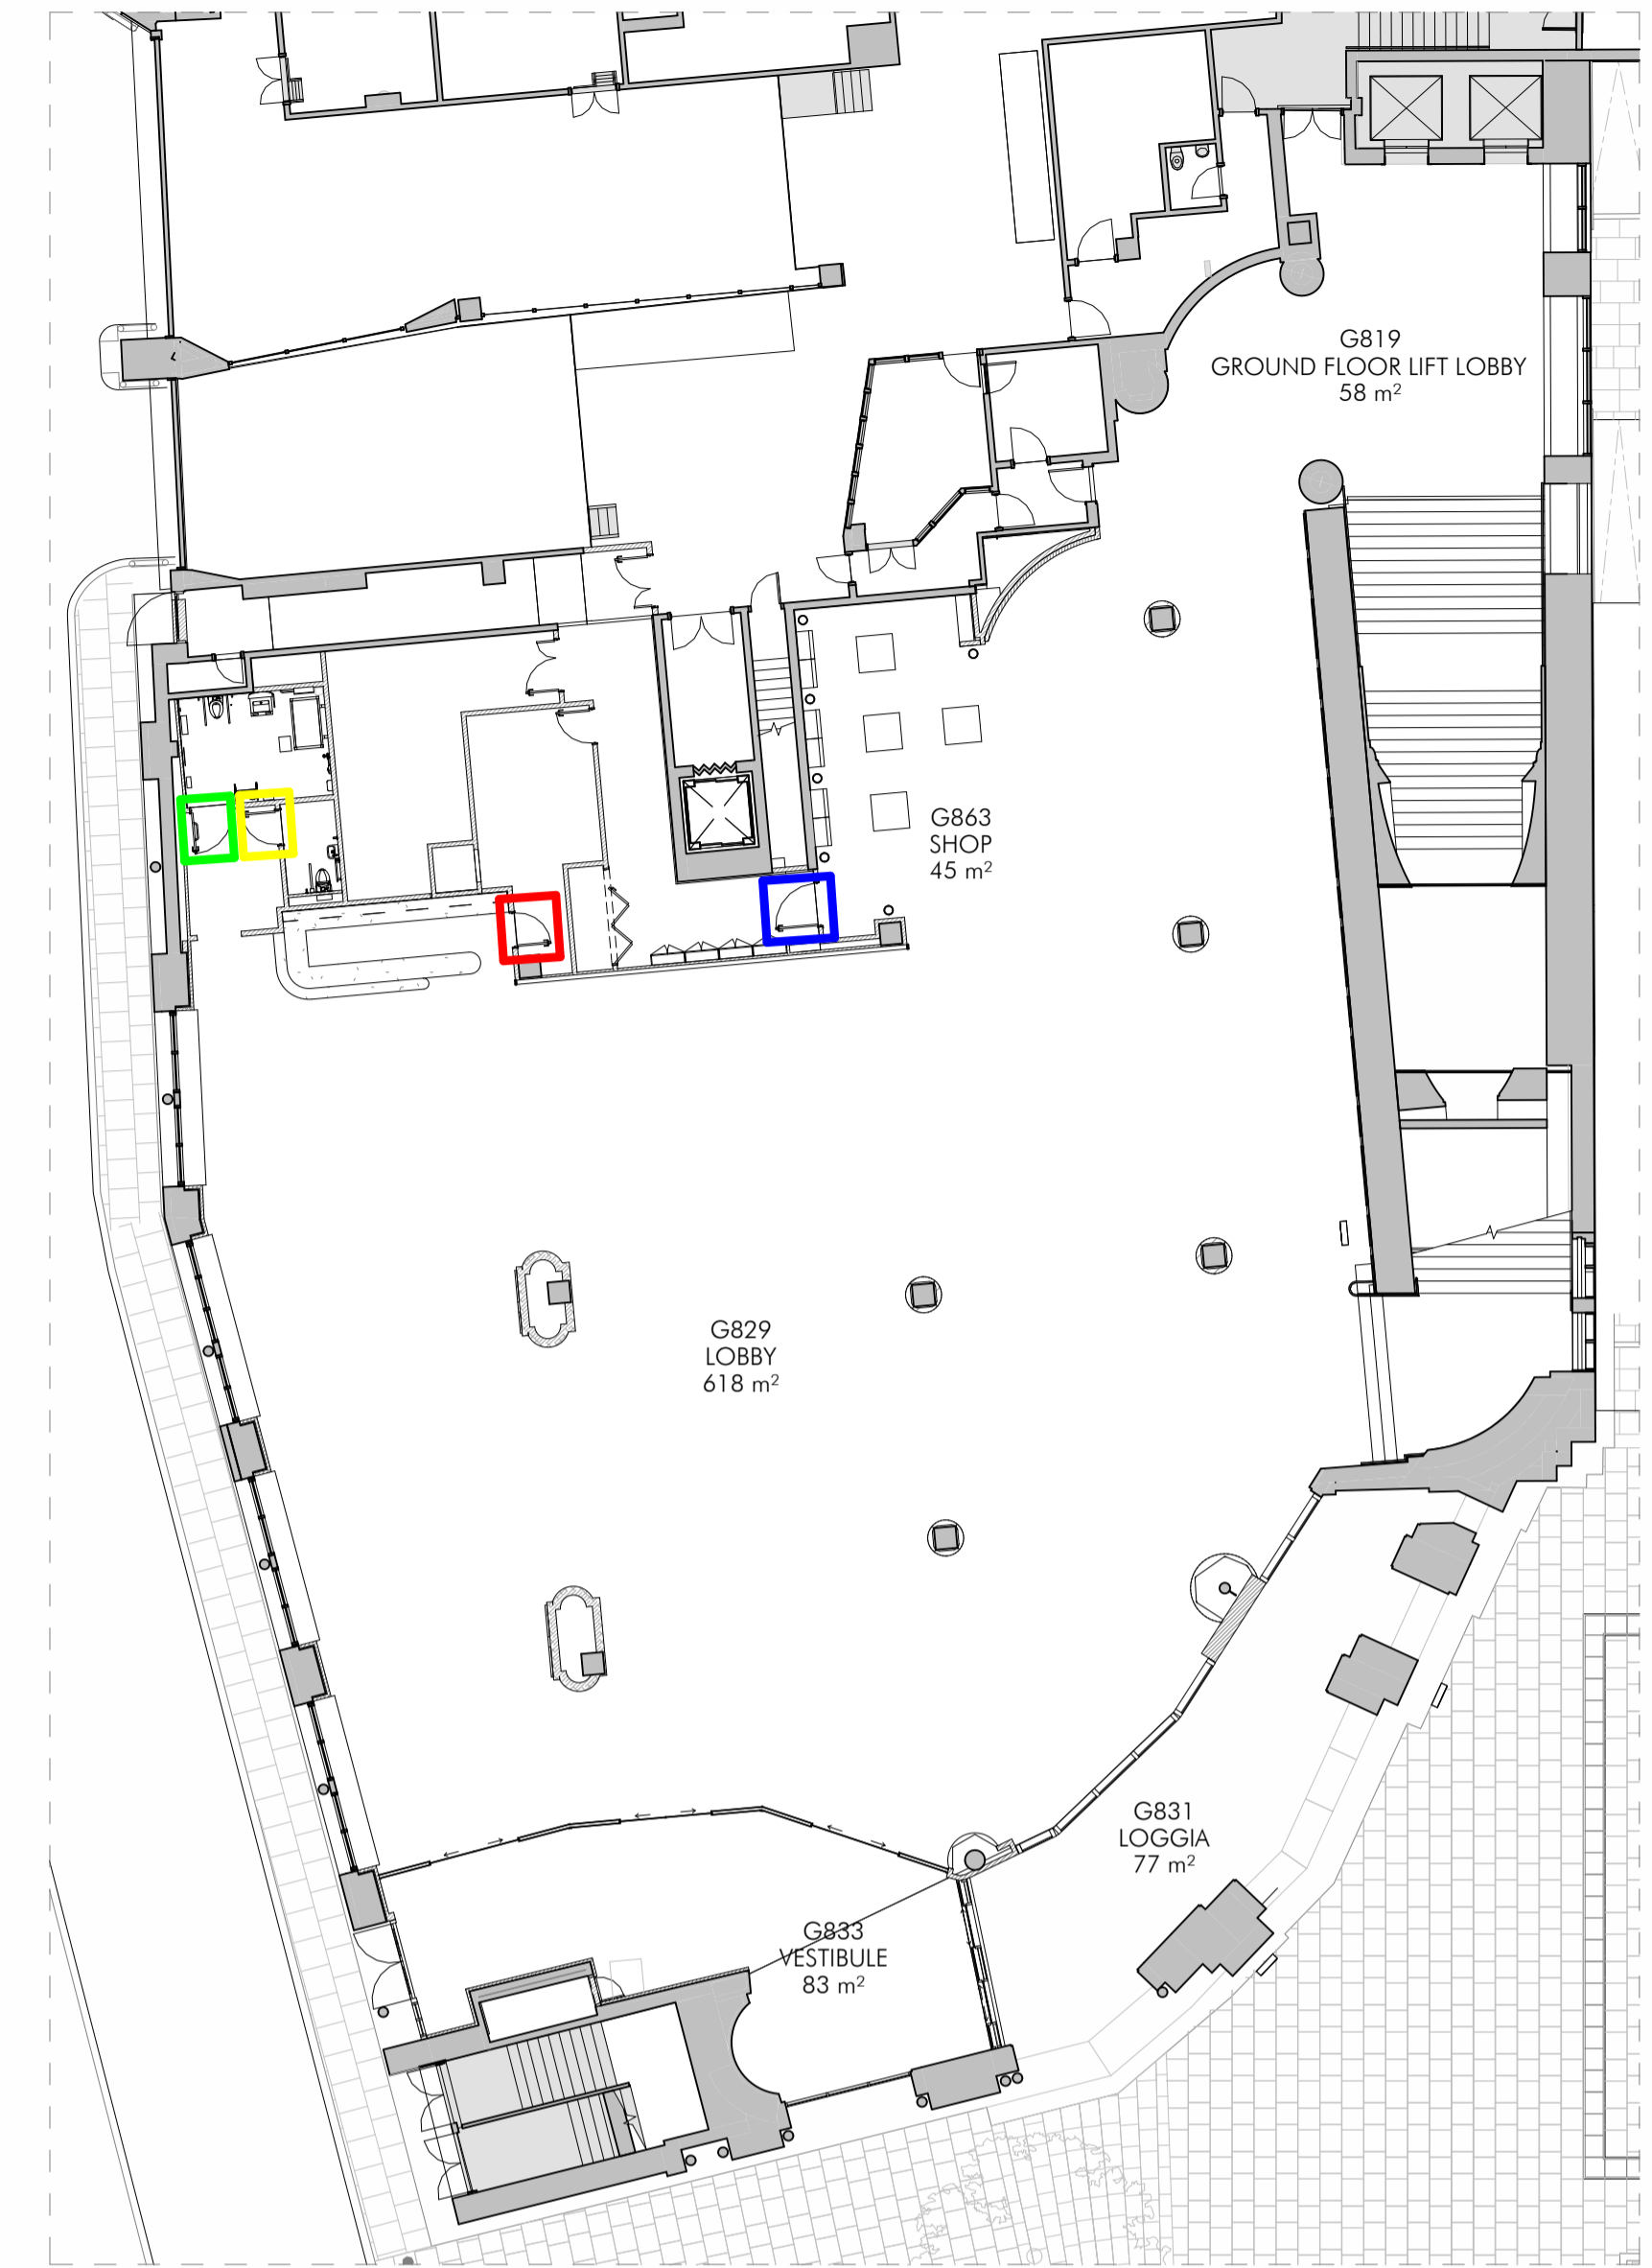 G819
GROUND FLOOR LIFT LOBBY
58 m²
G863
SHOP
45 m²
G829
LOBBY
618 m²
G831
LOGGIA
77 m²
G833
VESTIBULE
83 m²